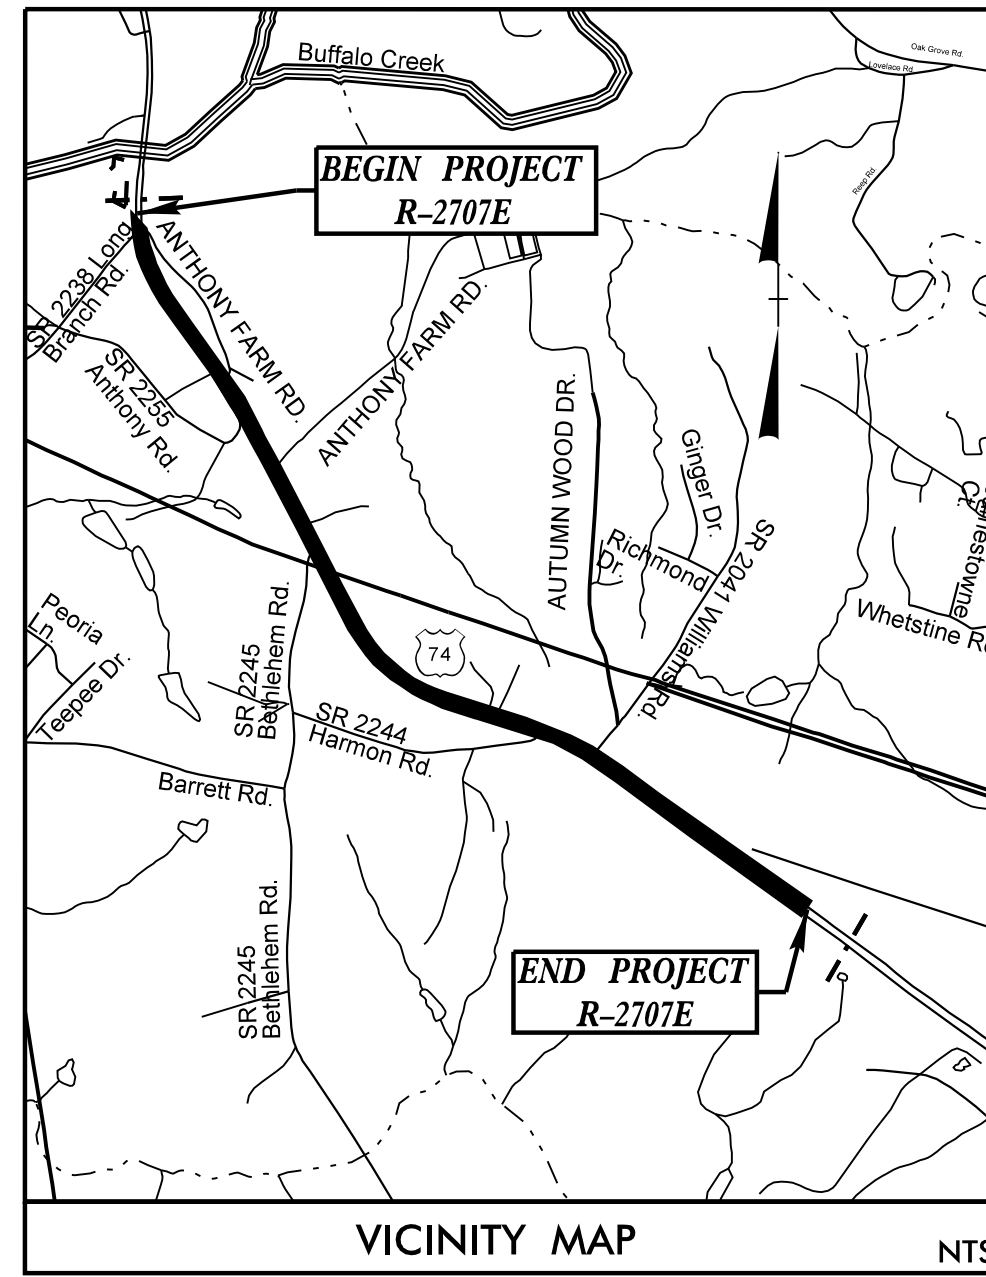 Oak Grove Rd.
Lovelace Rd
Buffalo Creek
BEGIN PROJECT
R–2707E
Reep Rd
SR 2238 Long
Branch Rd.
ANTHONY FARM RD.
ANTHONY FARM RD.
SR 2255
Anthony Rd.
AUTUMN WOOD DR.
Ginger Dr.
Richmond
Dr.
SR 2041 Williams Rd.
Ct.
Whetstine Rd
Peoria
Ln.
Teepee Dr.
SR 2245
Bethlehem Rd.
74
SR 2244
Harmon Rd.
Barrett Rd.
SR 2245
Bethlehem Rd.
END PROJECT
R–2707E
VICINITY MAP
NTS